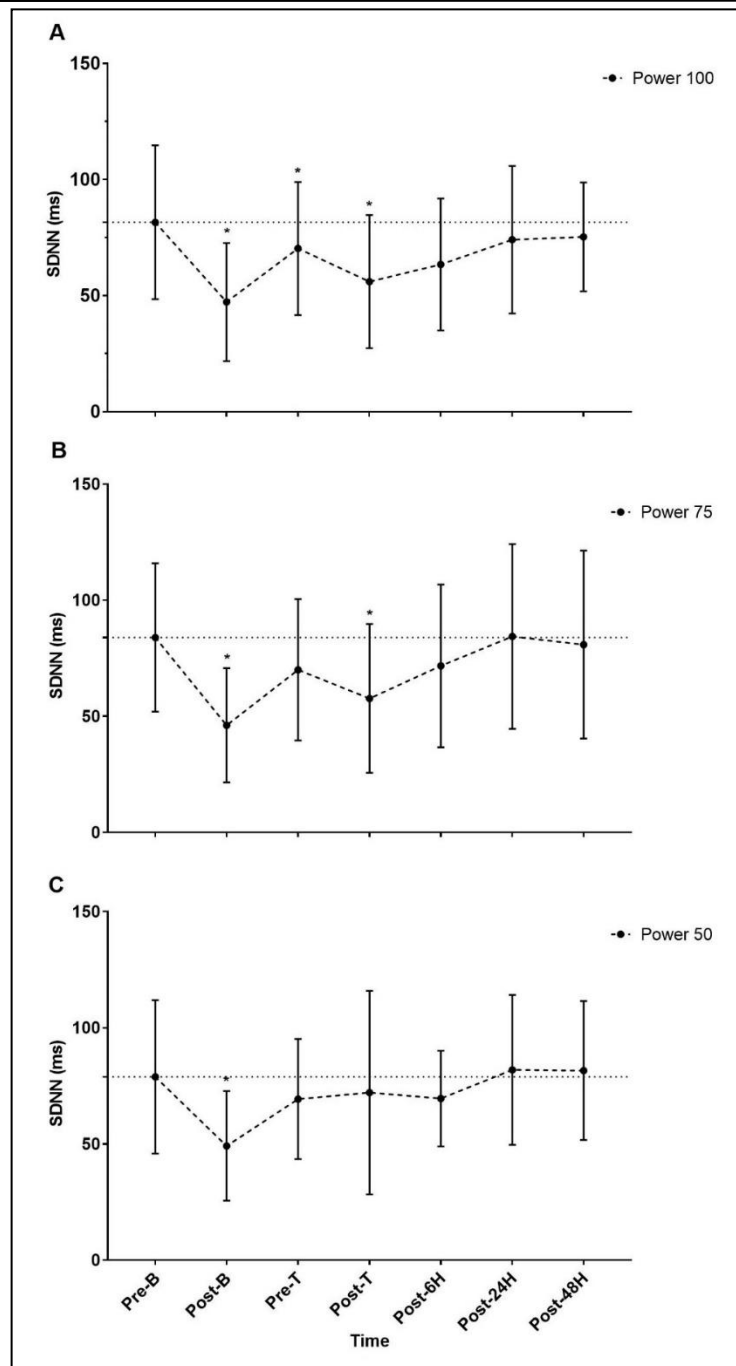 A
150
100
50
0
SDNN (ms)
Power 100
*
*
*
B
150
100
50
0
SDNN (ms)
Power 75
*
*
C
150
100
50
0
SDNN (ms)
Power 50
*
Pre-B
Post-B
Pre-T
Post-T
Post-6H
Post-24H
Post-48H
Time